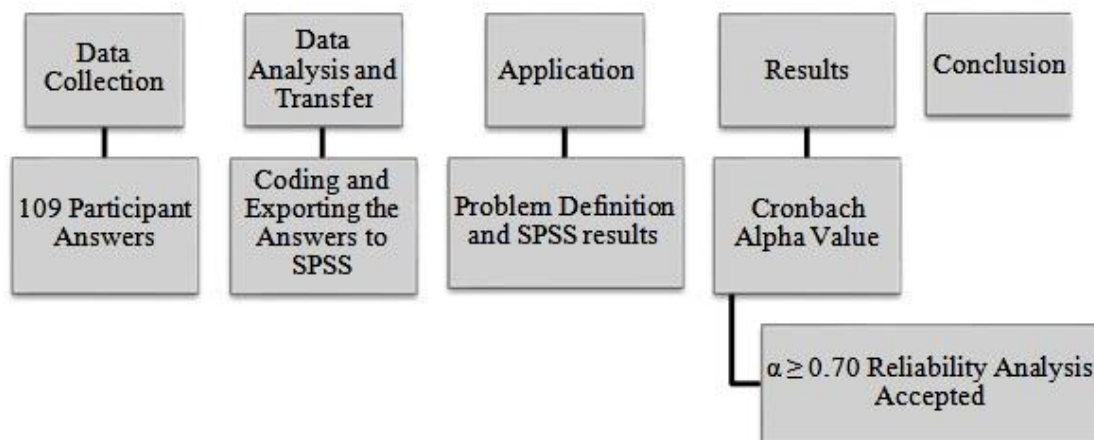 Data
Collection
109 Participant
Answers
Data
Analysis and
Transfer
Coding and
Exporting the
Answers to
SPSS
Application
Problem Definition
and SPSS results
Results
Cronbach
Alpha Value
α ≥ 0.70 Reliability Analysis
Accepted
Conclusion